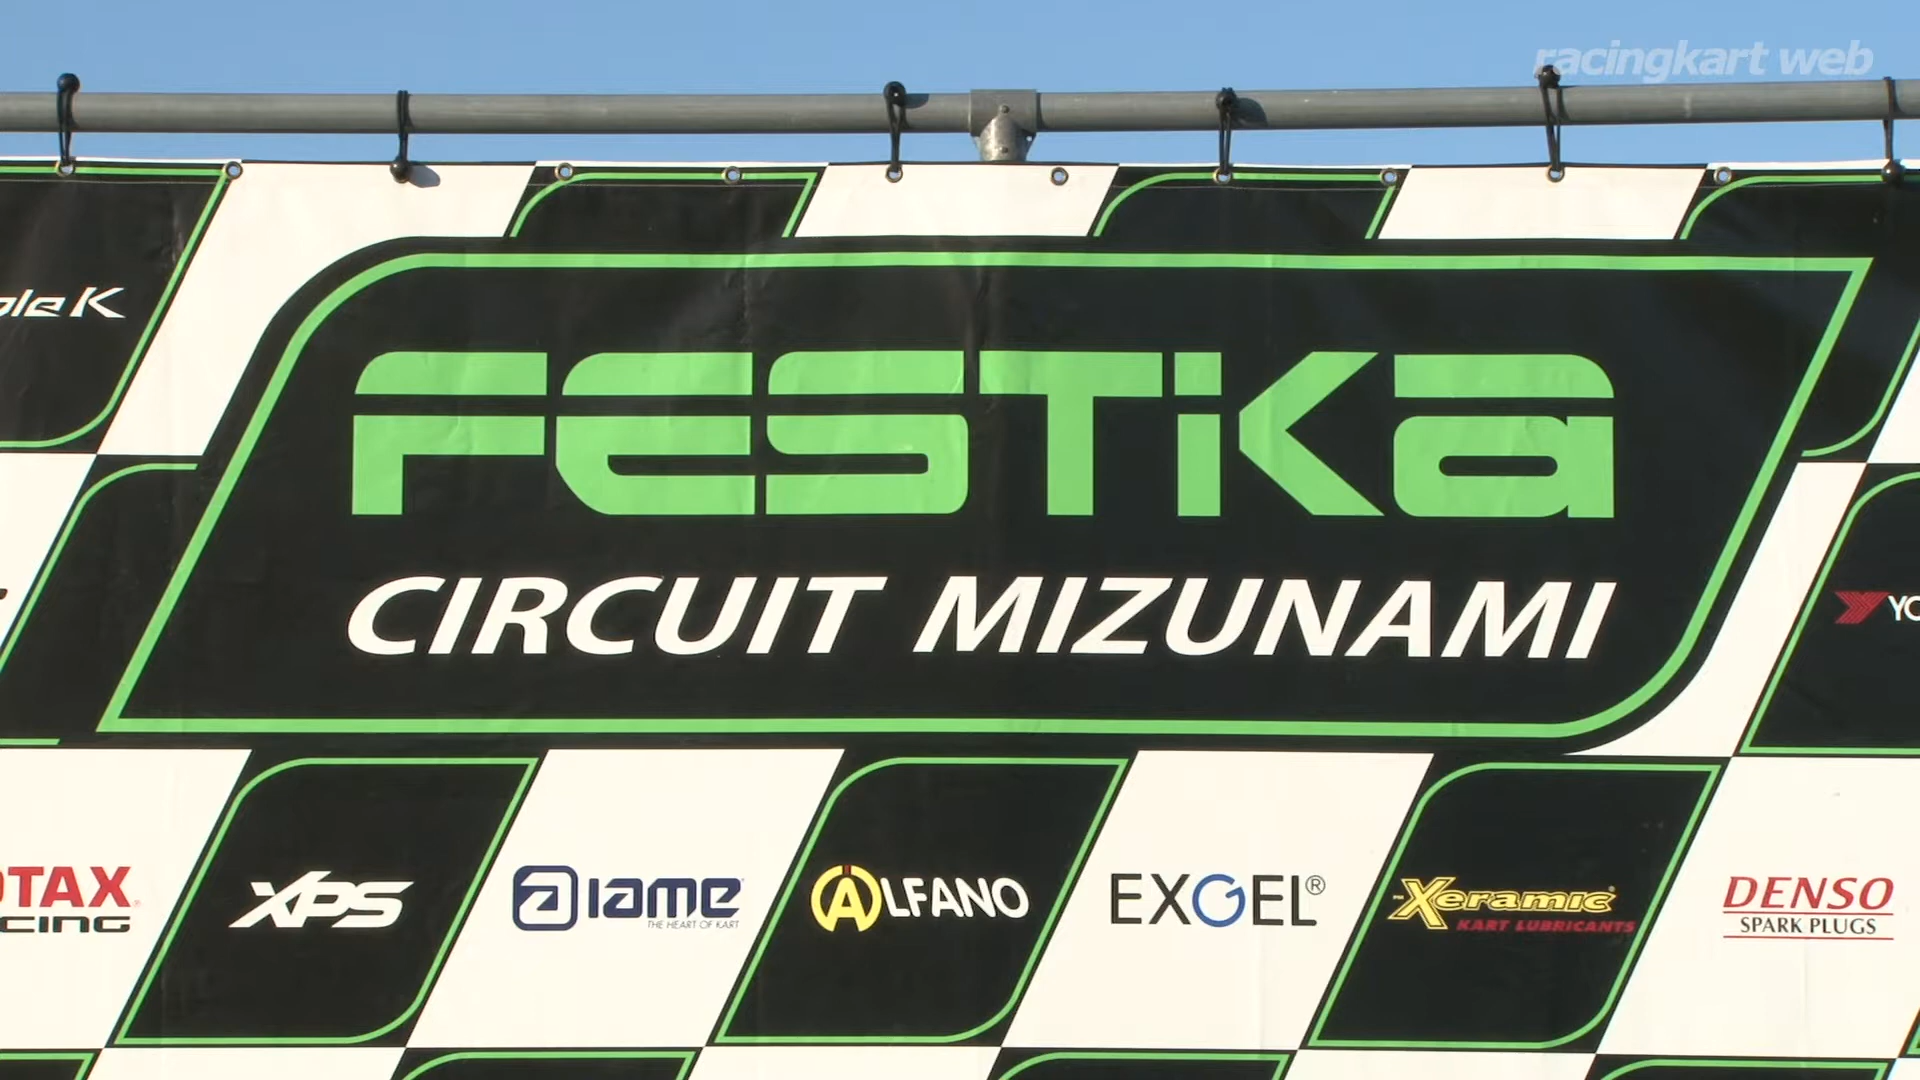 racingkart web
K
FESTIKA
CIRCUIT MIZUNAMI
XPS
IAME
THE HEART OF KART
ALFANO
EXGEL®
Xeramic®
KART LUBRICANTS
DENSO
SPARK PLUGS